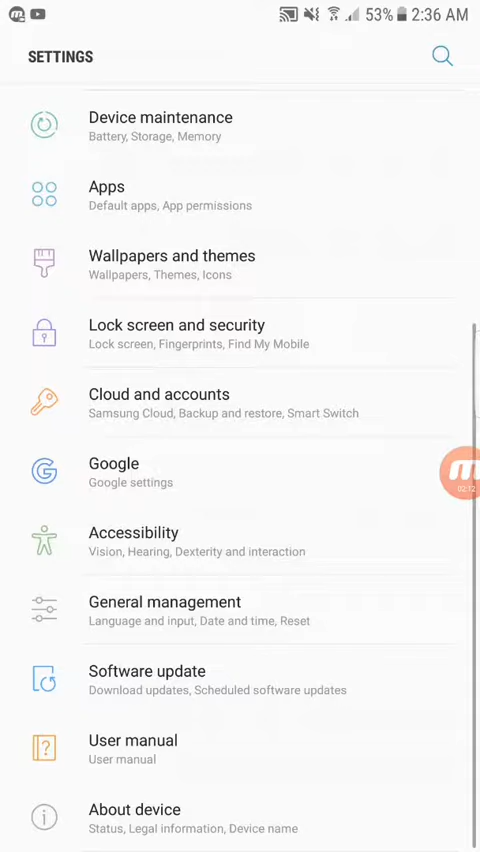 53% 2:36 AM
SETTINGS
Device maintenance
Battery, Storage, Memory
Apps
Default apps, App permissions
Wallpapers and themes
Wallpapers, Themes, Icons
Lock screen and security
Lock screen, Fingerprints, Find My Mobile
Cloud and accounts
Samsung Cloud, Backup and restore, Smart Switch
Google
Google settings
02:12
Accessibility
Vision, Hearing, Dexterity and interaction
General management
Language and input, Date and time, Reset
Software update
Download updates, Scheduled software updates
User manual
User manual
About device
Status, Legal information, Device name